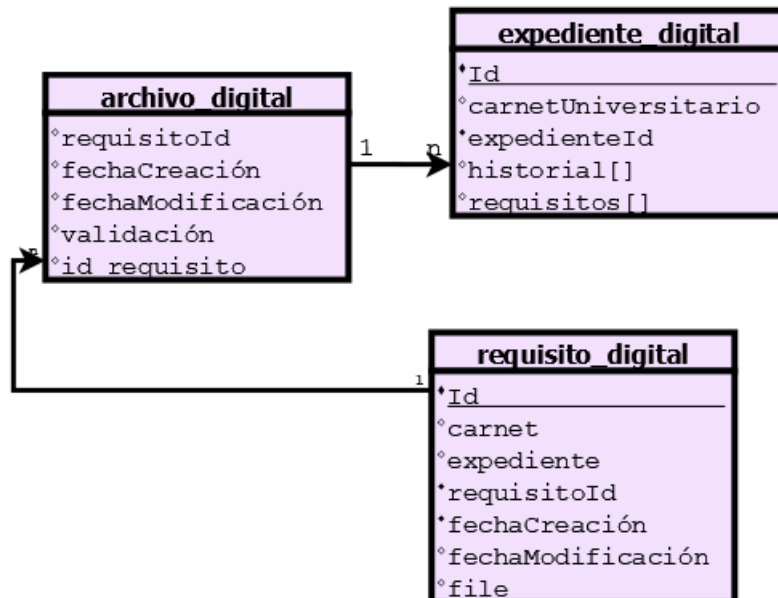 expediente_digital
Id
carnetUniversitario
expedienteId
historial[]
requisitos[]
archivo_digital
requisitoId
fechaCreación
fechaModificación
validación
id_requisito
1
n
n
1
requisito_digital
Id
carnet
expediente
requisitoId
fechaCreación
fechaModificación
file